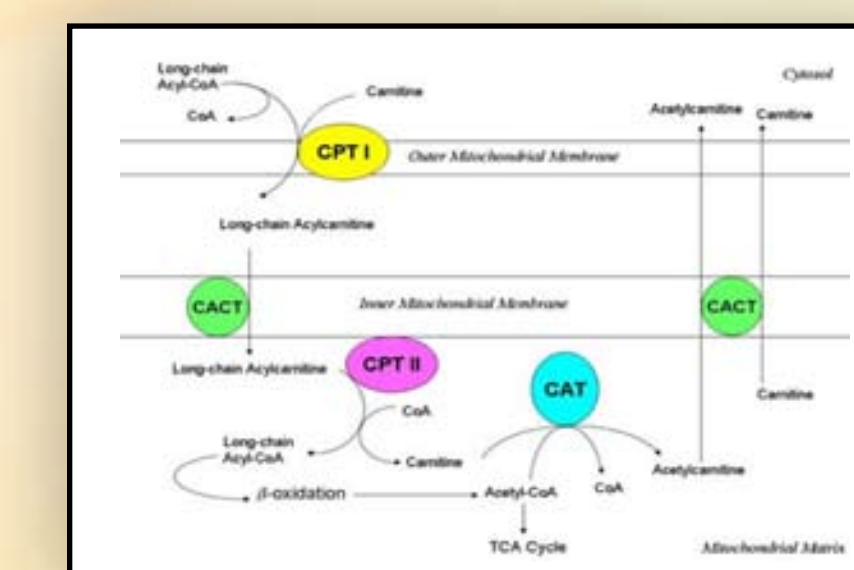 Long-chain
Acyl-CoA
CoA
Carnitine
Cytosol
Acetylcarnitine
Carnitine
CPT I
Outer Mitochondrial Membrane
Long-chain Acylcarnitine
CACT
Inner Mitochondrial Membrane
CACT
Long-chain Acylcarnitine
CPT II
CAT
CoA
Carnitine
Long-chain
Acyl-CoA
Carnitine
Acetylcarnitine
β-oxidation
Acetyl-CoA
CoA
TCA Cycle
Mitochondrial Matrix